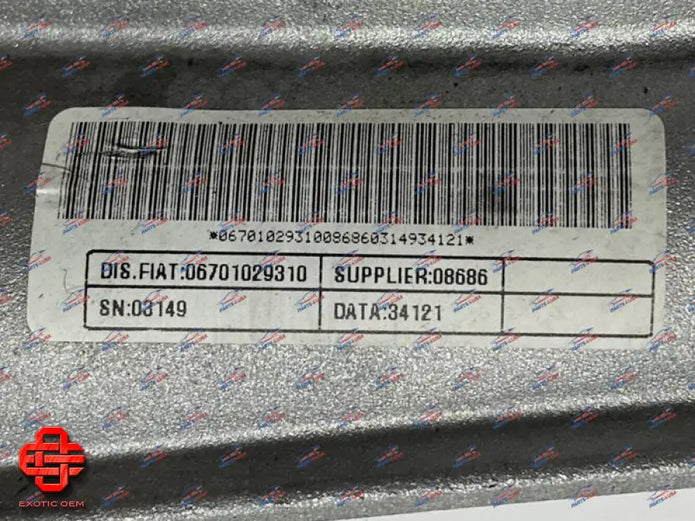 *06701029310086860314934121*
DIS.FIAT:06701029310 SUPPLIER:08686
SN:03149 DATA:34121
EXOTIC OEM